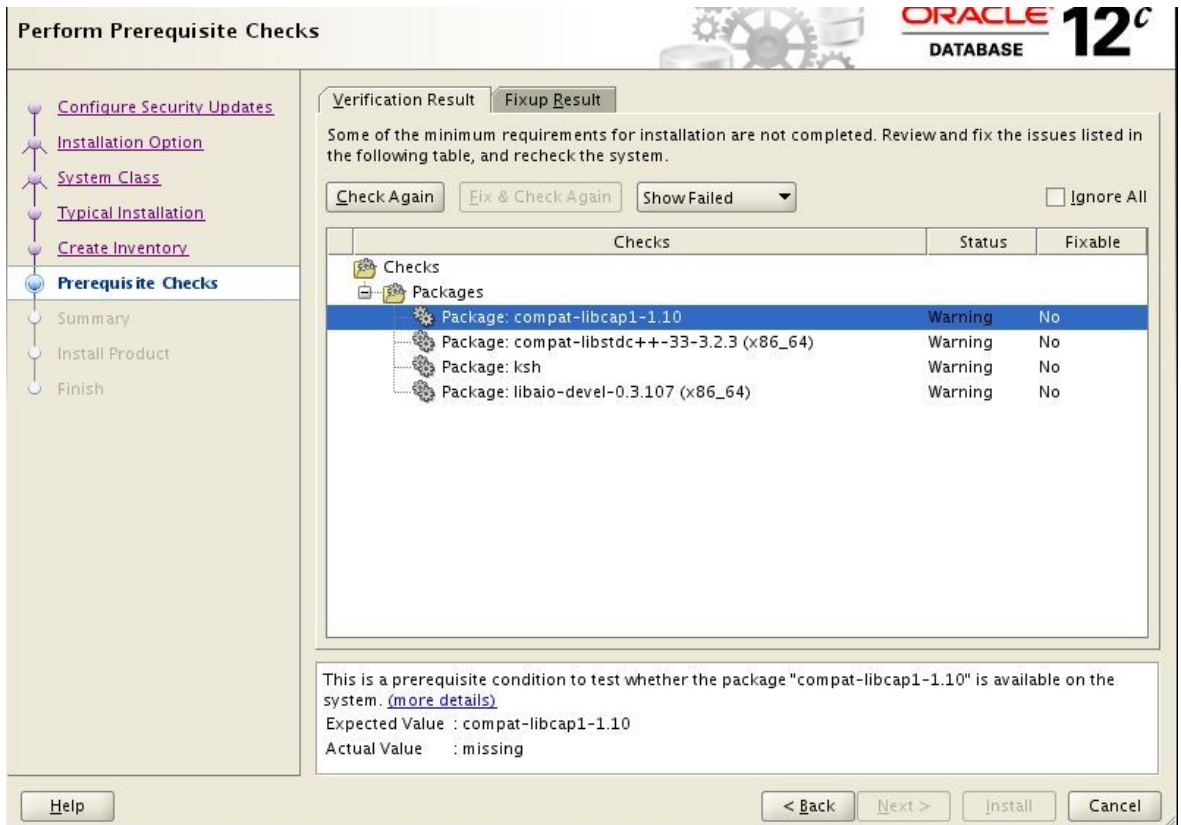 Perform Prerequisite Checks
ORACLE
DATABASE
12c
Configure Security Updates
Installation Option
System Class
Typical Installation
Create Inventory
Prerequisite Checks
Summary
Install Product
Finish
Verification Result
Fixup Result
Some of the minimum requirements for installation are not completed. Review and fix the issues listed in
the following table, and recheck the system.
Check Again
Fix & Check Again
Show Failed
Ignore All
Checks Status Fixable
Checks
Packages
Package: compat-libcap1-1.10 Warning No
Package: compat-libstdc++-33-3.2.3 (x86_64) Warning No
Package: ksh Warning No
Package: libaio-devel-0.3.107 (x86_64) Warning No
This is a prerequisite condition to test whether the package "compat-libcap1-1.10" is available on the
system. (more details)
Expected Value : compat-libcap1-1.10
Actual Value : missing
Help
< Back
Next >
Install
Cancel